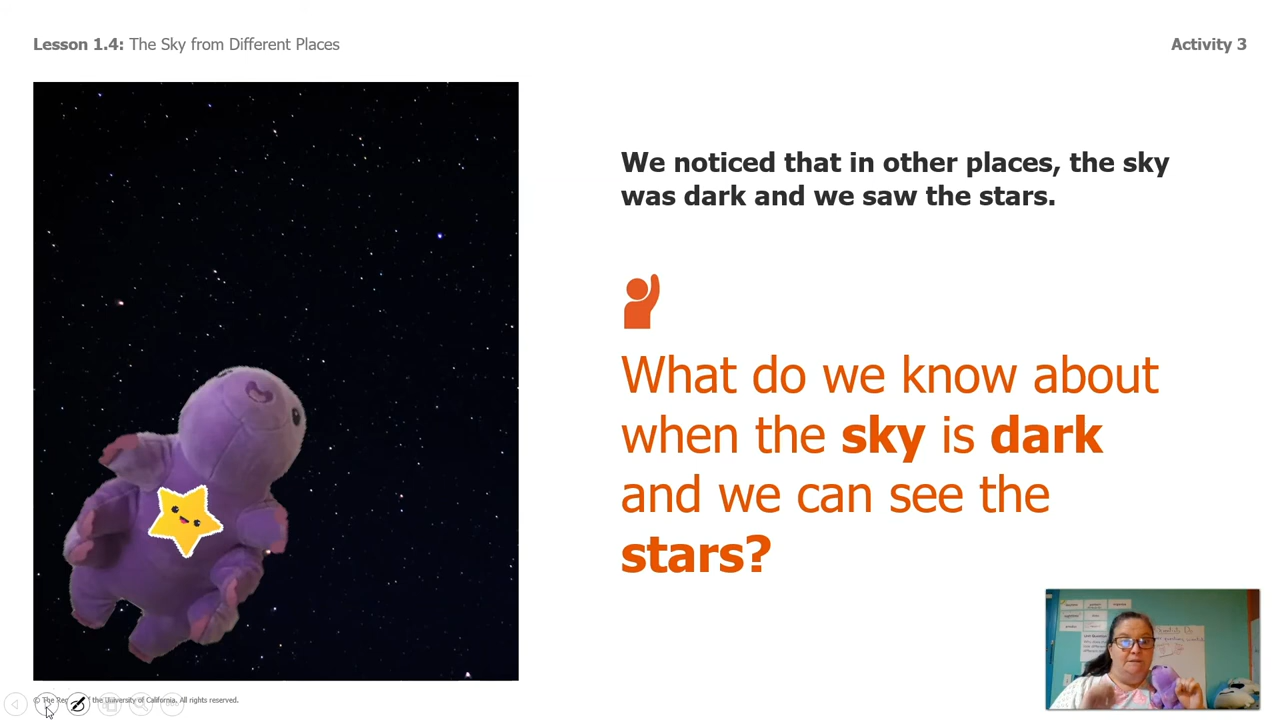 Lesson 1.4: The Sky from Different Places
Activity 3
We noticed that in other places, the sky
was dark and we saw the stars.
What do we know about
when the sky is dark
and we can see the
stars?
© The the University of California. All rights reserved.